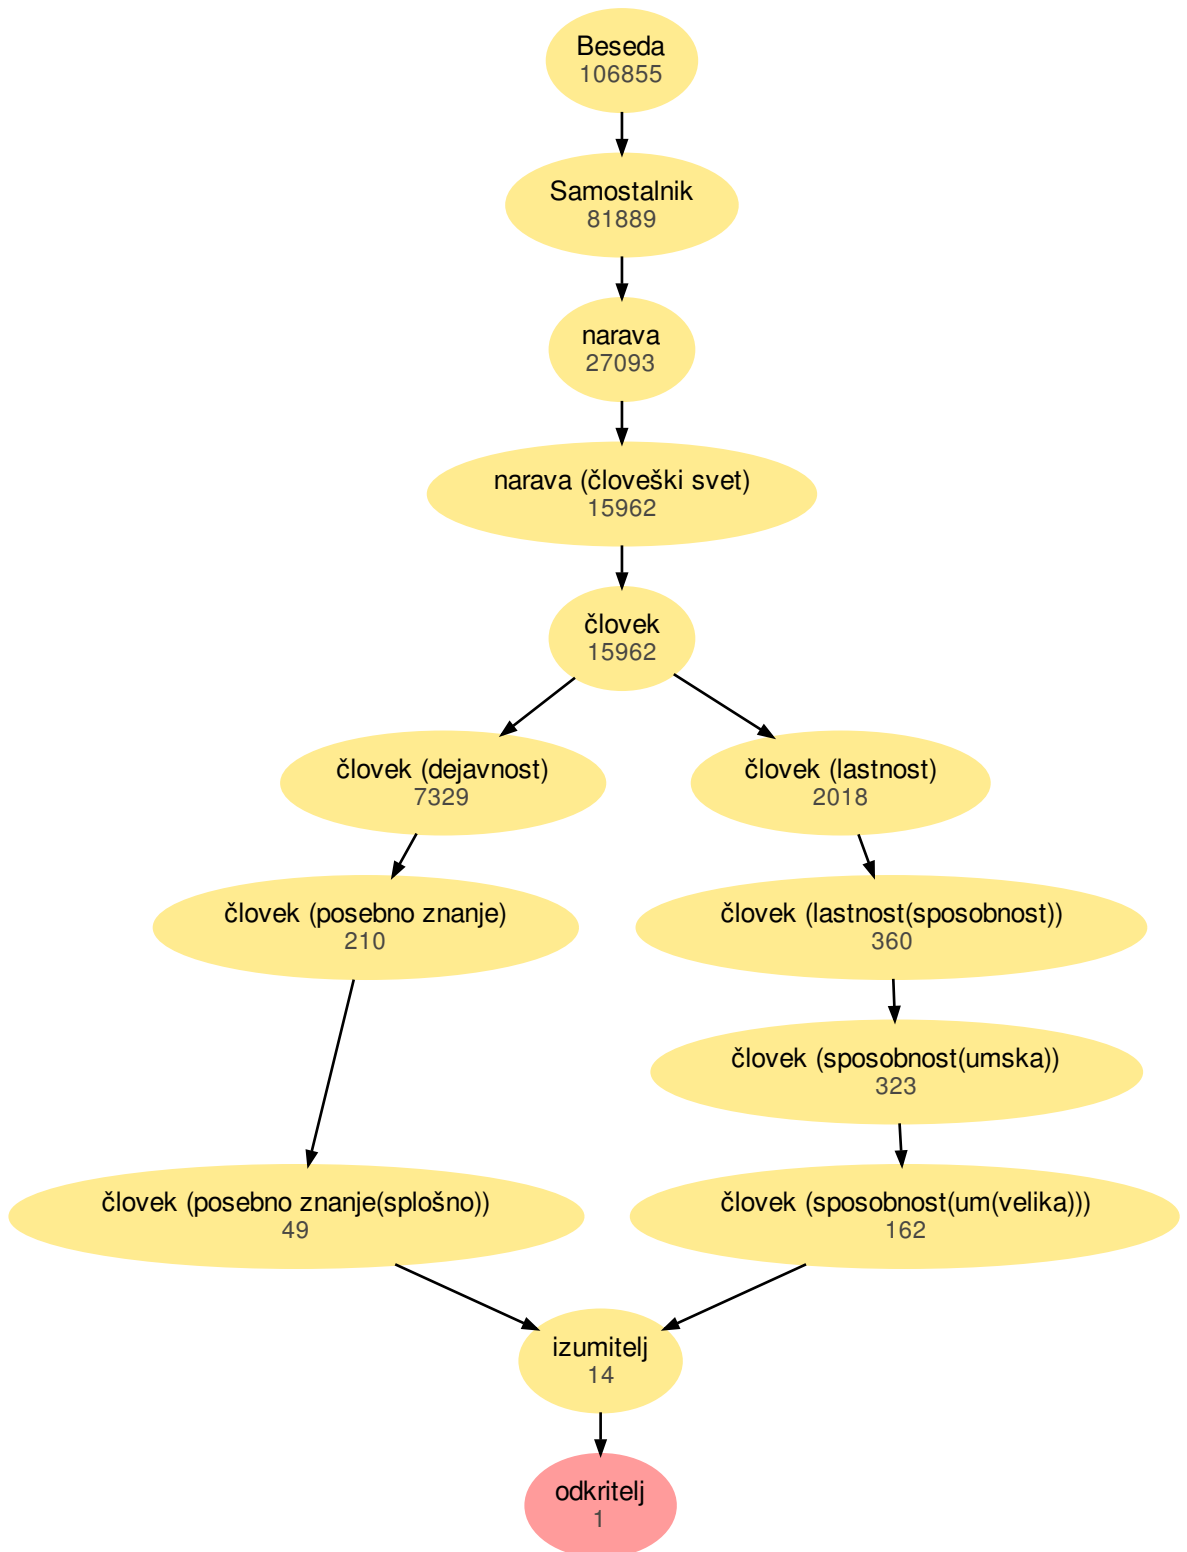 Beseda
106855
Samostalnik
81889
narava
27093
narava (človeški svet)
15962
človek
15962
človek (dejavnost)
7329
človek (lastnost)
2018
človek (posebno znanje)
210
človek (lastnost(sposobnost))
360
človek (sposobnost(umska))
323
človek (posebno znanje(splošno))
49
človek (sposobnost(um(velika)))
162
izumitelj
14
odkritelj
1